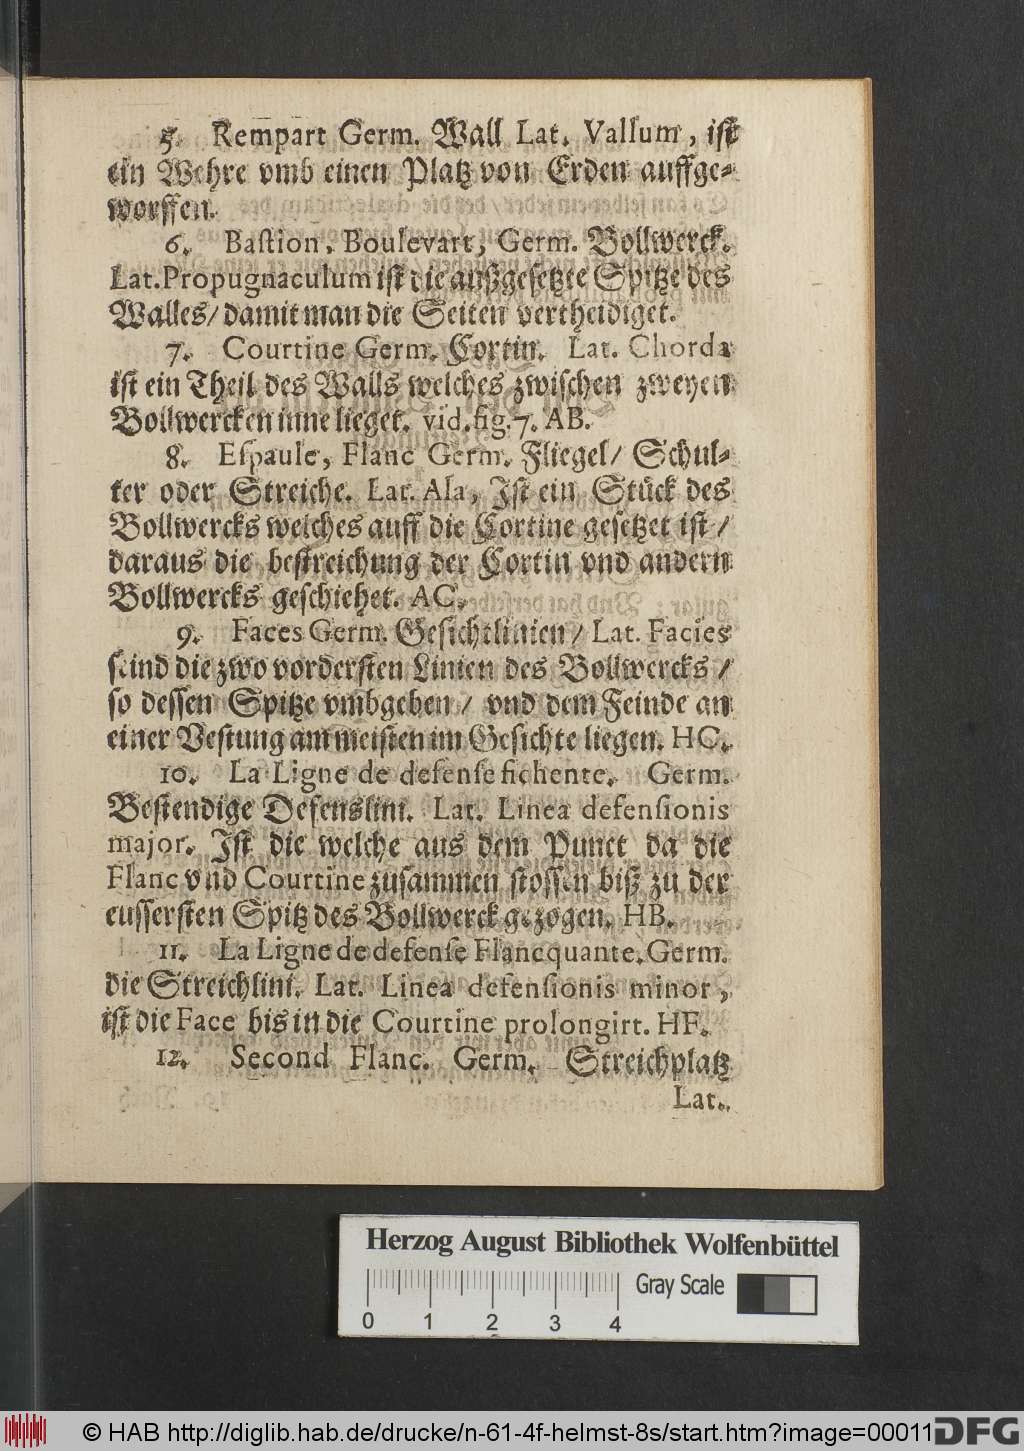 5. Rempart Germ. Wall Lat. Vallum, ist
ein Wehre vmb einen Platz von Erden auffge-
worffen.
6. Bastion, Boulevart, Germ. Bollwerck.
Lat. Propugnaculum ist die außgesetzte Spitze des
Walles/ damit man die Seiten vertheidiget.
7. Courtine Germ. Cortin. Lat. Chorda
ist ein Theil des Walls welches zwischen zweyen
Bollwercken inne lieget. vid. fig. 7. AB.
8. Eſpaule, Flanc Germ. Fliegel/ Schul-
ter oder Streiche. Lat. Ala, Ist ein Stück des
Bollwercks welches auff die Cortine gesetzet ist/
daraus die bestreichung der Cortin vnd andern
Bollwercks geschiehet. AC.
9. Faces Germ. Gesichtlinien/ Lat. Facies
seind die zwo vordersten Linien des Bollwercks/
so dessen Spitze vmbgeben/ vnd dem Feinde an
einer Vestung am meisten im Gesichte liegen. HC.
10. La Ligne de defenſe fichente. Germ.
Bestendige Defenslini. Lat. Linea defenſionis
major. Ist die welche aus dem Punct da die
Flanc vnd Courtine zusammen stossen biß zu der
eussersten Spitz des Bollwerck gezogen. HB.
11. La Ligne de defenſe Flancquante. Germ.
die Streichlini. Lat. Linea defenſionis minor,
ist die Face bis in die Courtine prolongirt. HF.
12. Second Flanc. Germ. Streichplatz
Lat.
Herzog August Bibliothek Wolfenbüttel
Gray Scale
0 1 2 3 4
© HAB http://diglib.hab.de/drucke/n-61-4f-helmst-8s/start.htm?image=00011
DFG